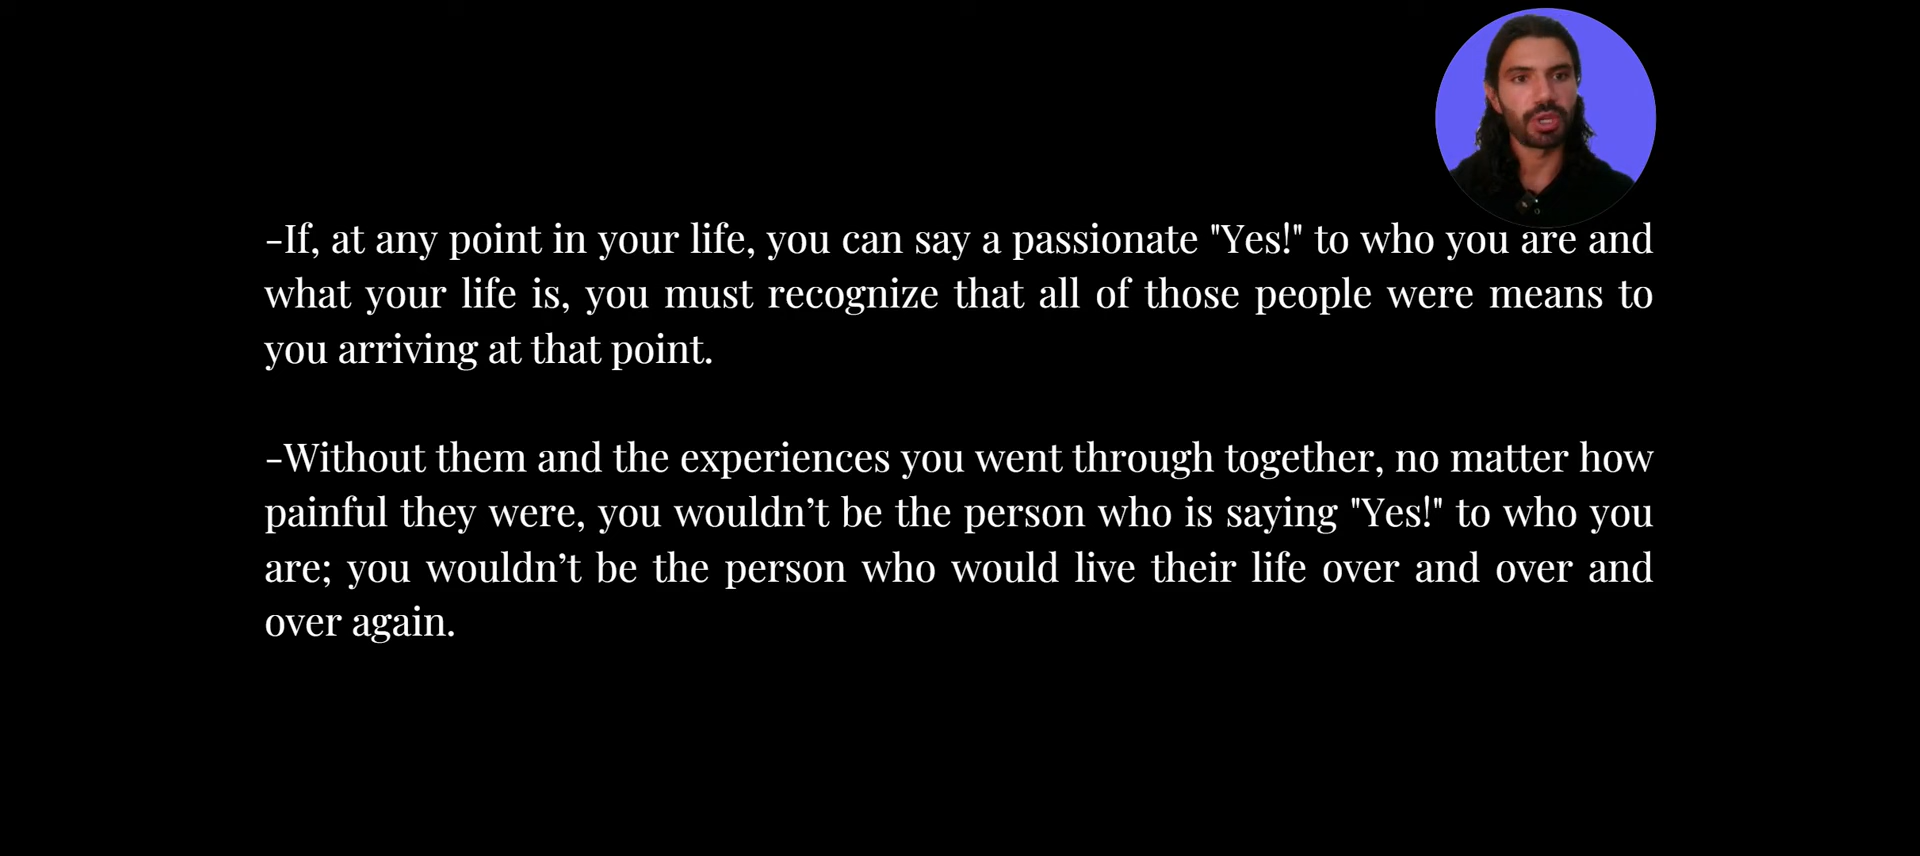 -If, at any point in your life, you can say a passionate "Yes!" to who you are and
what your life is, you must recognize that all of those people were means to
you arriving at that point.
-Without them and the experiences you went through together, no matter how
painful they were, you wouldn’t be the person who is saying "Yes!" to who you
are; you wouldn’t be the person who would live their life over and over and
over again.